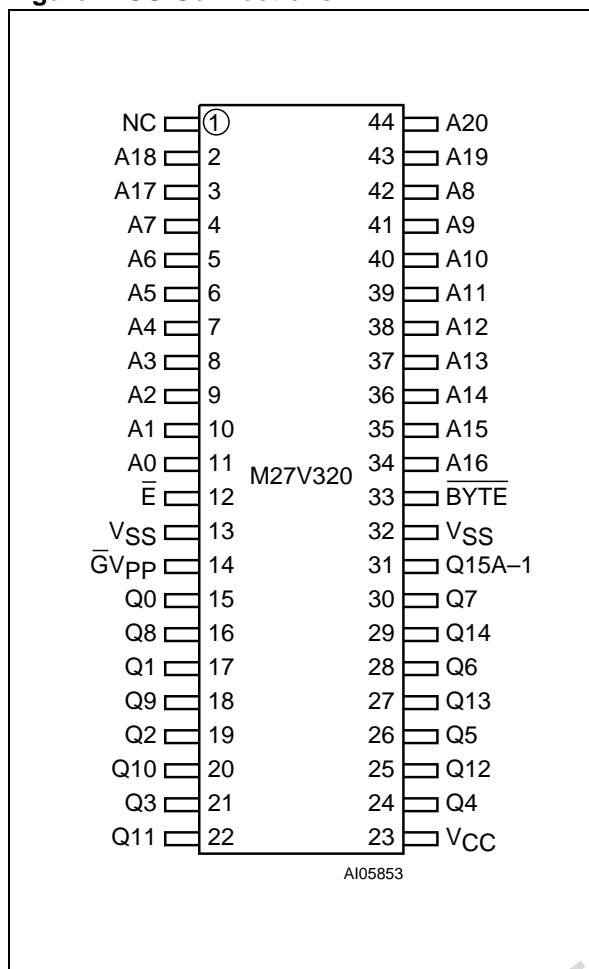 NC 1 44 A20
A18 2 43 A19
A17 3 42 A8
A7 4 41 A9
A6 5 40 A10
A5 6 39 A11
A4 7 38 A12
A3 8 37 A13
A2 9 36 A14
A1 10 35 A15
A0 11 34 A16
M27V320
E̅ 12 33 B̅Y̅T̅E̅
VSS 13 32 VSS
G̅VPP 14 31 Q15A–1
Q0 15 30 Q7
Q8 16 29 Q14
Q1 17 28 Q6
Q9 18 27 Q13
Q2 19 26 Q5
Q10 20 25 Q12
Q3 21 24 Q4
Q11 22 23 VCC
AI05853